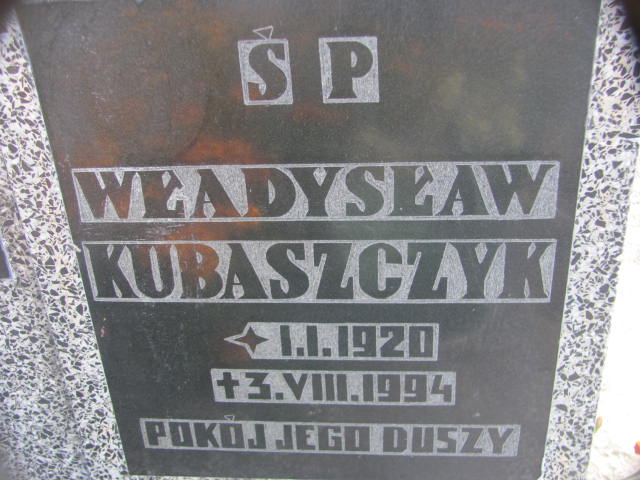 Ś P
WŁADYSŁAW
KUBASZCZYK
1.I.1920
✝3.VIII.1994
POKÓJ JEGO DUSZY